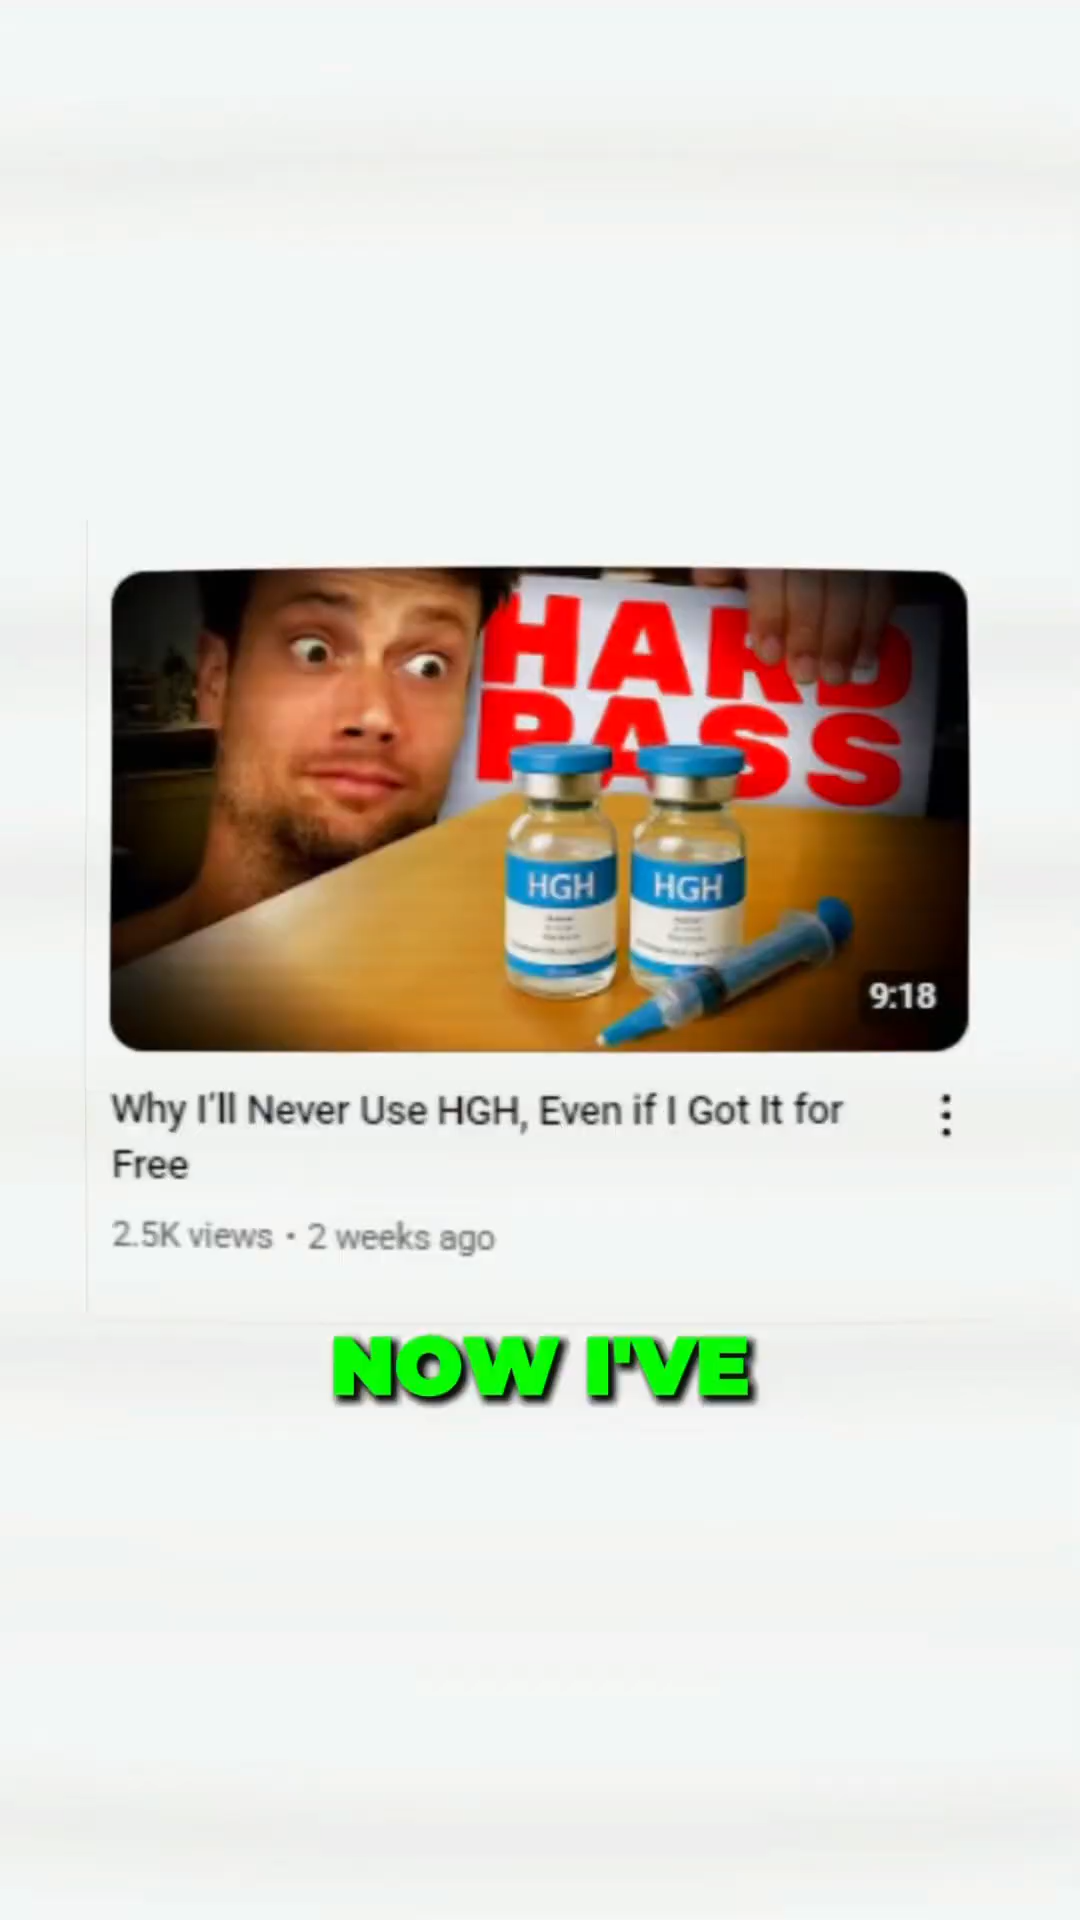 HARD
PASS
HGH
HGH
9:18
Why I'll Never Use HGH, Even if I Got It for
Free
2.5K views • 2 weeks ago
NOW I'VE